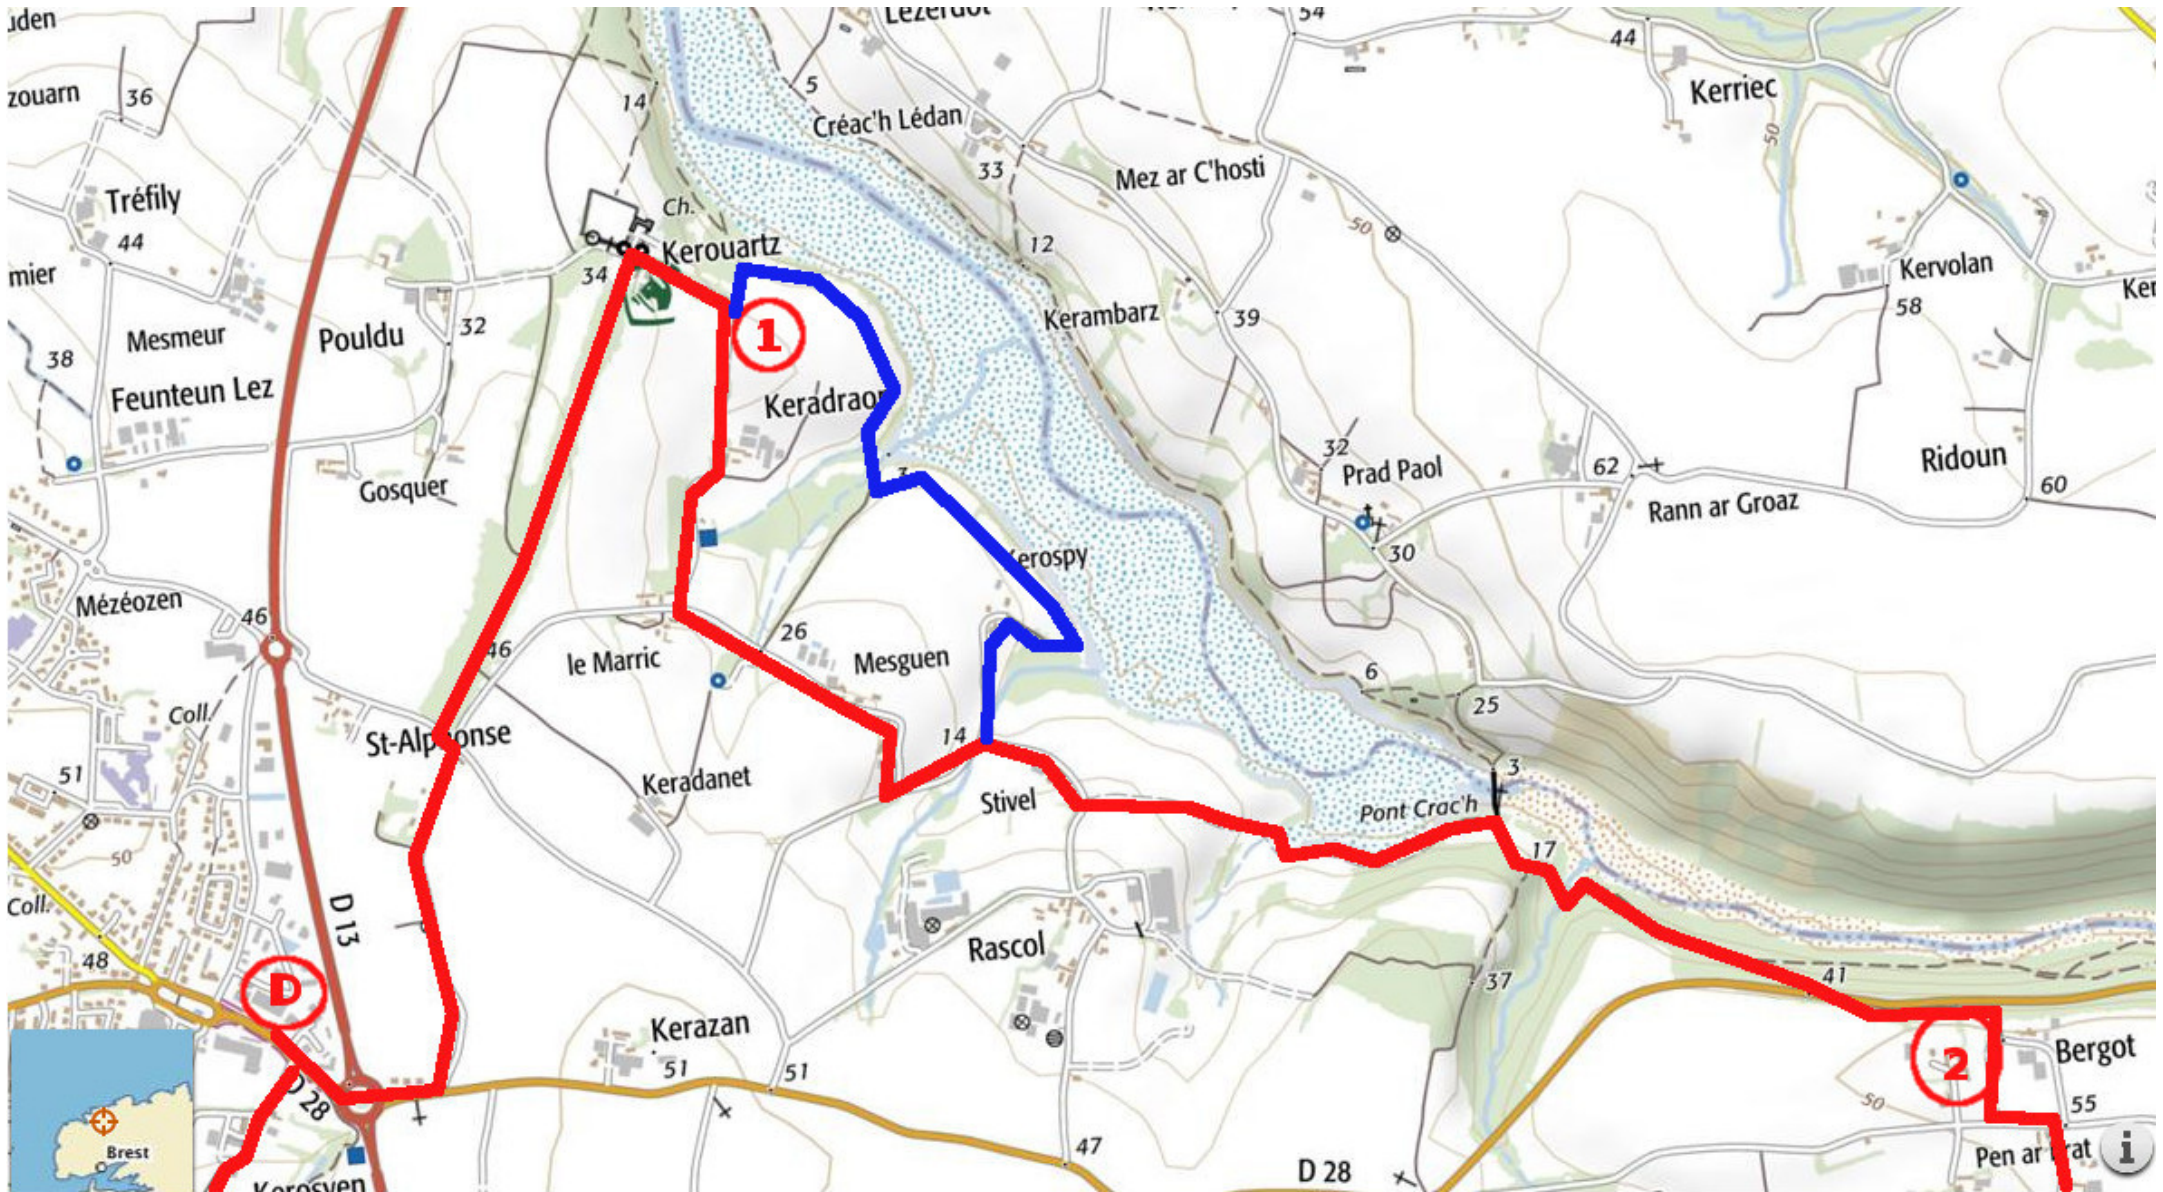 Lezerdot
54
44
Kerriec
zouarn
36
14
5
Créac'h Lédan
33
Mez ar C'hosti
50
50
Tréfily
44
Ch.
Kerouartz
34
12
Kervolan
58
Ker
mier
Mesmeur
Pouldu
32
1
Kerambarz
39
38
Feunteun Lez
Keradraon
Gosquer
3
32
Prad Paol
62
Ridoun
60
Rann ar Groaz
30
Kerospy
Mézéozen
46
46
le Marric
26
Mesguen
6
25
Coll.
St-Alphonse
14
51
Keradanet
Stivel
3
Pont Crac'h
17
50
Coll.
D 13
Rascol
37
41
48
D
Kerazan
51
51
2
Bergot
50
55
D 28
Brest
47
D 28
Pen ar Prat
i
Kerosven